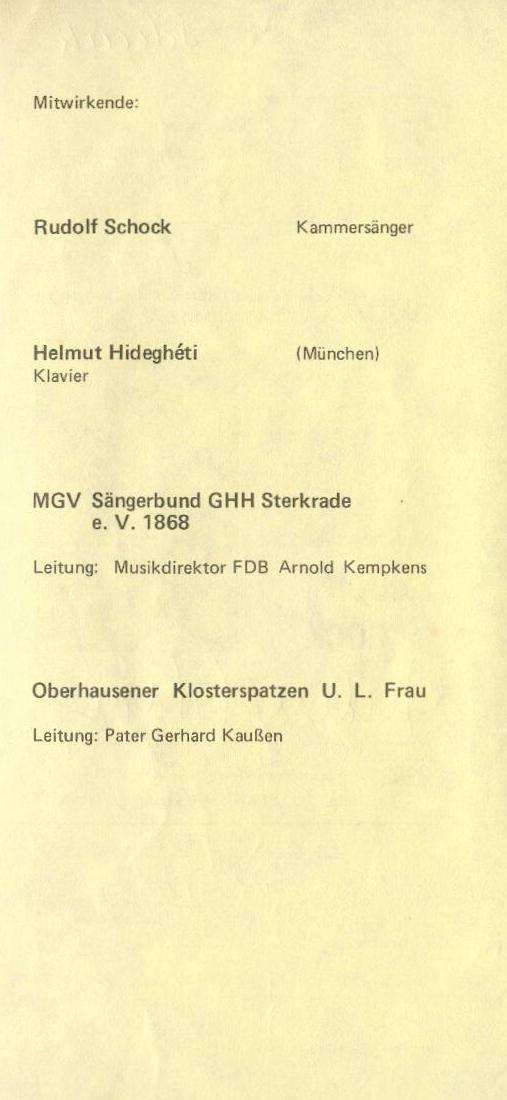 Mitwirkende:
Rudolf Schock Kammersänger
Helmut Hideghéti (München)
Klavier
MGV Sängerbund GHH Sterkrade
e. V. 1868
Leitung: Musikdirektor FDB Arnold Kempkens
Oberhausener Klosterspatzen U. L. Frau
Leitung: Pater Gerhard Kaußen